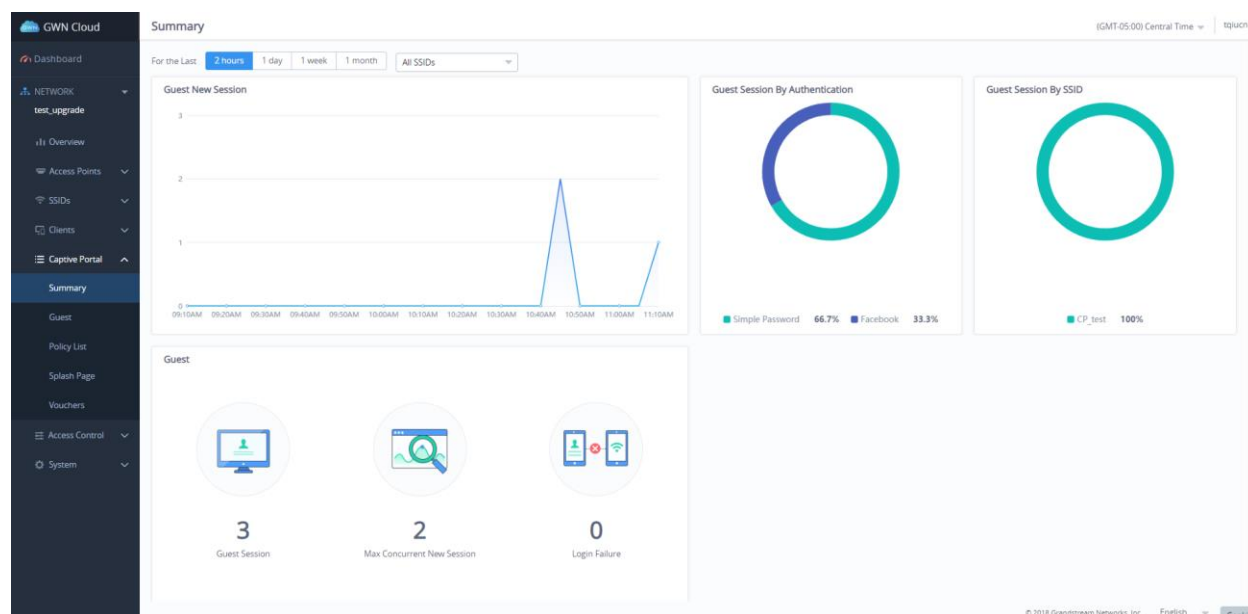 GWN Cloud
Summary
(GMT-05:00) Central Time
tqiucn
Dashboard
For the Last 2 hours 1 day 1 week 1 month All SSIDs
NETWORK
test_upgrade
Overview
Access Points
SSIDs
Clients
Captive Portal
Summary
Guest
Policy List
Splash Page
Vouchers
Access Control
System
Guest New Session
3
2
1
0
09:10AM 09:20AM 09:30AM 09:40AM 09:50AM 10:00AM 10:10AM 10:20AM 10:30AM 10:40AM 10:50AM 11:00AM 11:10AM
Guest Session By Authentication
Simple Password 66.7% Facebook 33.3%
Guest Session By SSID
CP_test 100%
Guest
3
Guest Session
2
Max Concurrent New Session
0
Login Failure
© 2018 Grandstream Networks, Inc. English